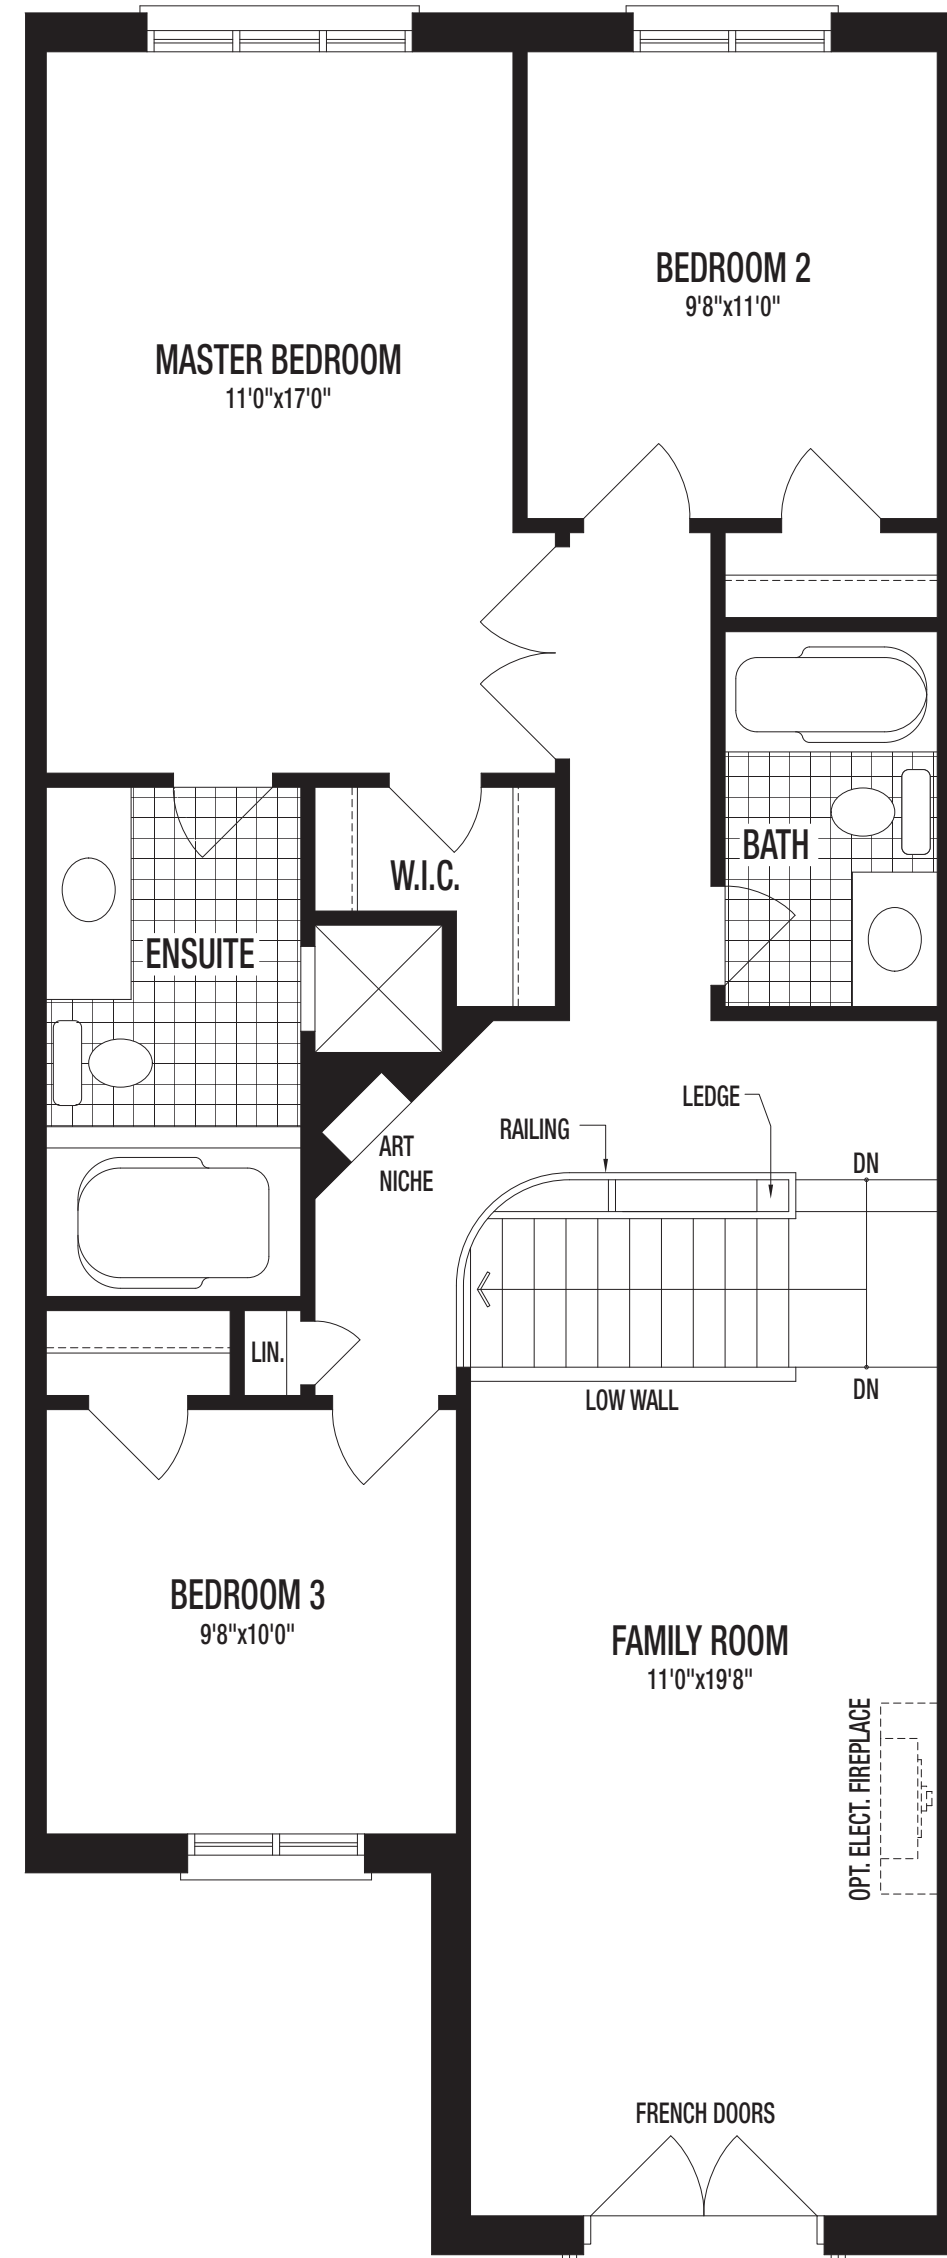 BEDROOM 2
9'8"x11'0"
MASTER BEDROOM
11'0"x17'0"
BATH
W.I.C.
ENSUITE
LEDGE
RAILING
ART
NICHE
DN
LIN.
DN
LOW WALL
BEDROOM 3
9'8"x10'0"
FAMILY ROOM
11'0"x19'8"
OPT. ELECT. FIREPLACE
FRENCH DOORS